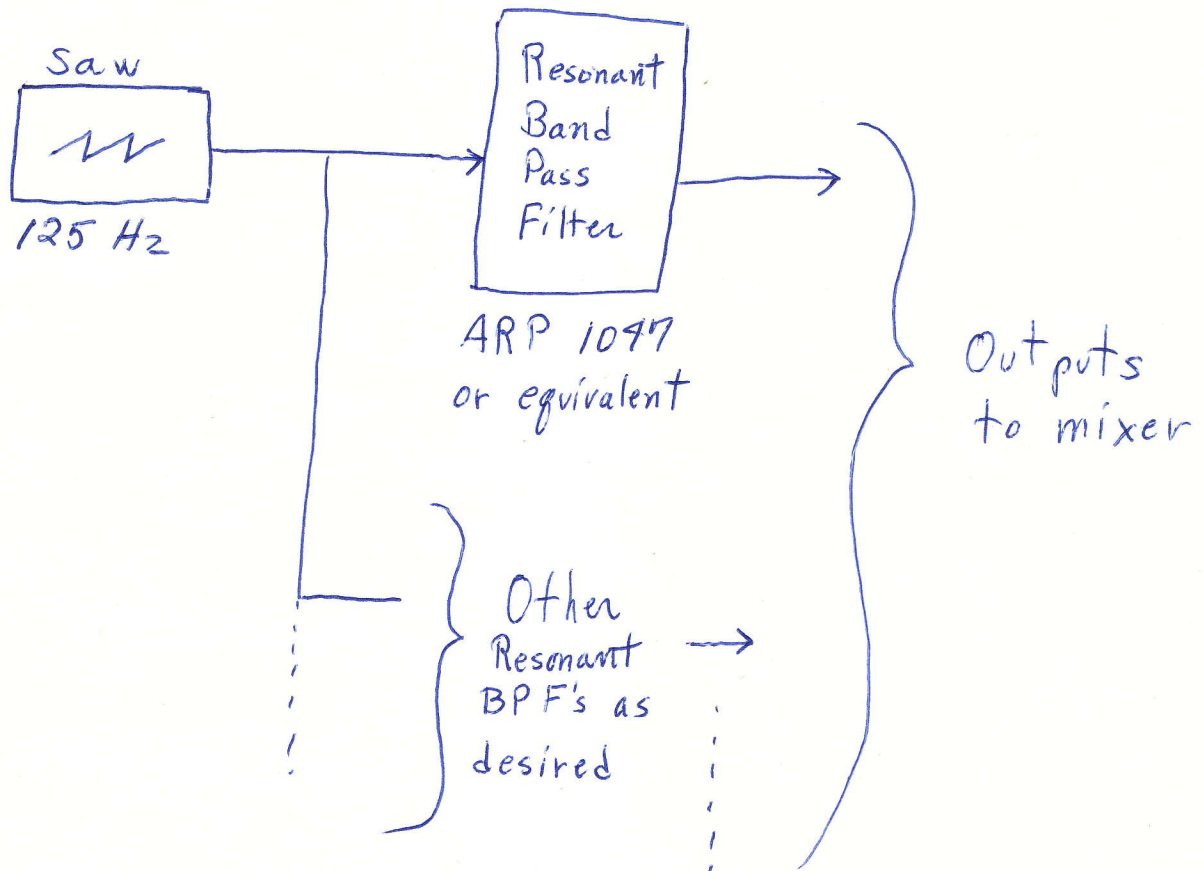 Saw
125 Hz
Resonant
Band
Pass
Filter
ARP 1047
or equivalent
Outputs
to mixer
Other
Resonant
BPF's as
desired